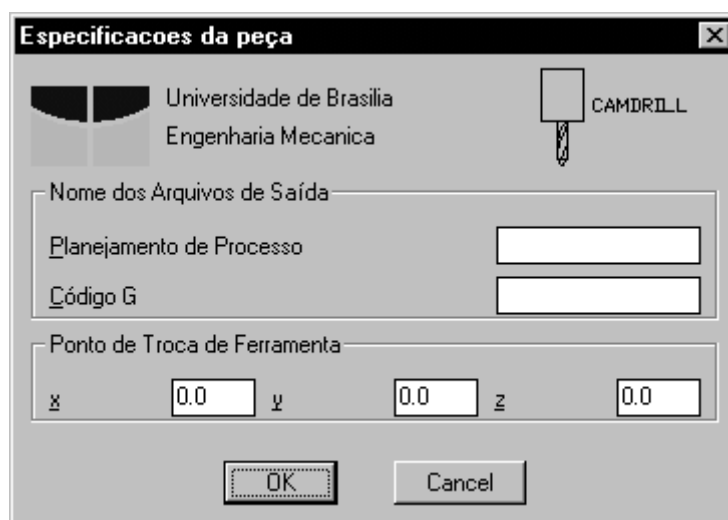 Especificacoes da peça
Universidade de Brasilia
Engenharia Mecanica
CAMDRILL
Nome dos Arquivos de Saída
Planejamento de Processo
Código G
Ponto de Troca de Ferramenta
x 0.0 y 0.0 z 0.0
OK Cancel